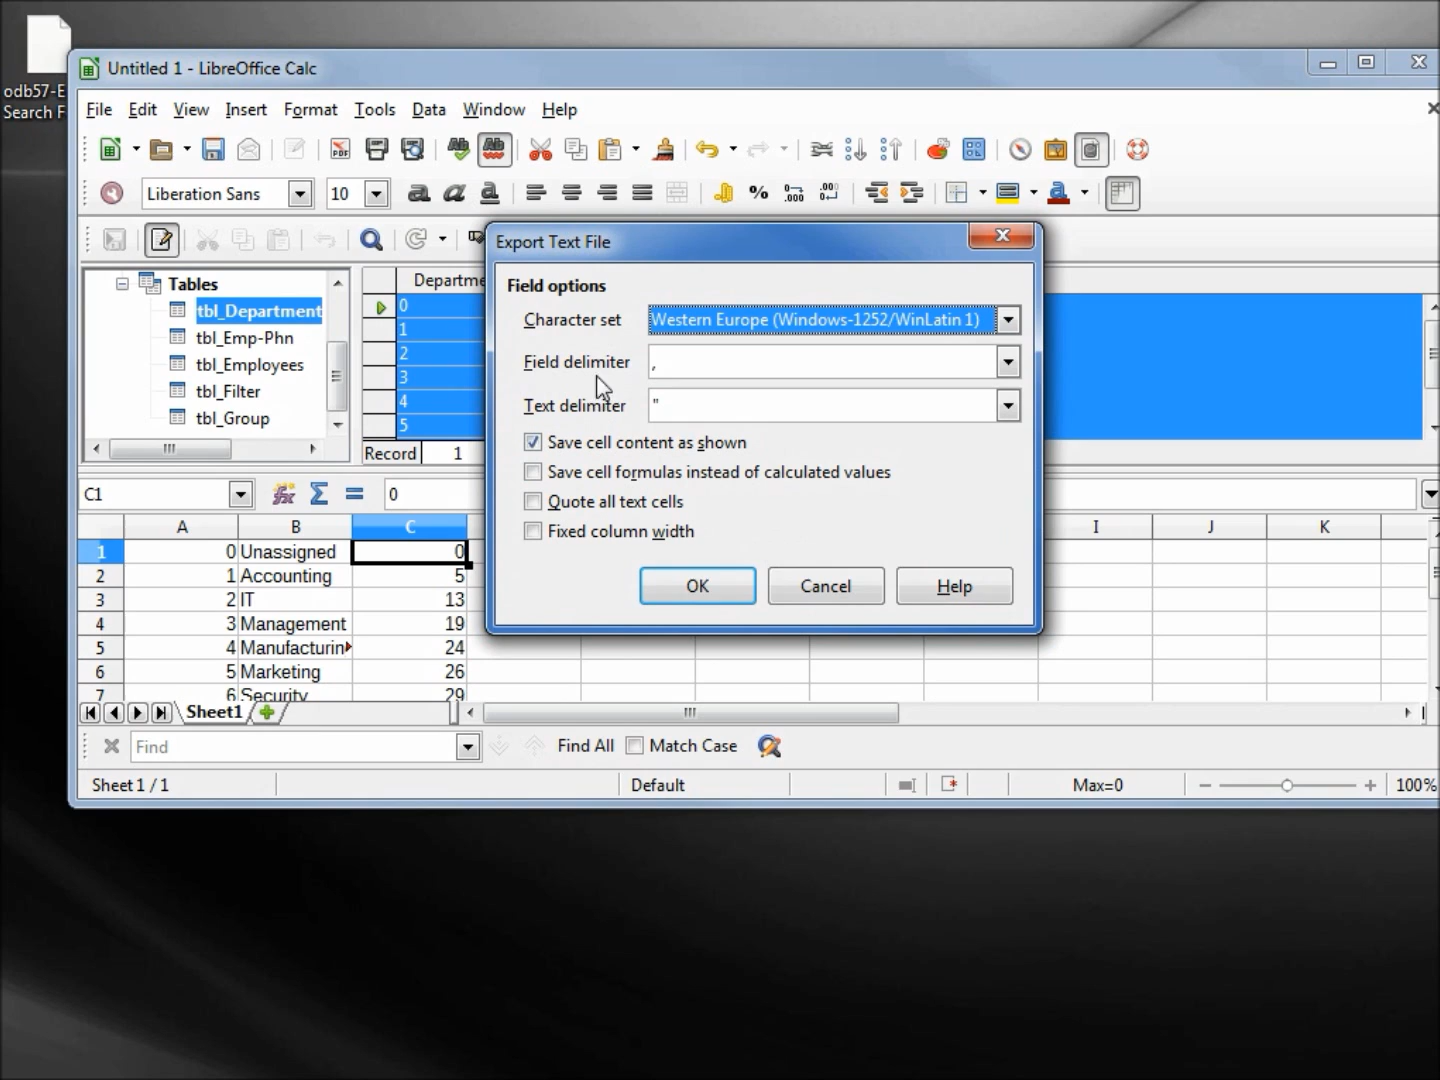 odb57-E
Search F
Untitled 1 - LibreOffice Calc
File Edit View Insert Format Tools Data Window Help
Liberation Sans 10
Tables
tbl_Department
tbl_Emp-Phn
tbl_Employees
tbl_Filter
tbl_Group
Departme
0
1
2
3
4
5
Record 1
Export Text File
Field options
Character set Western Europe (Windows-1252/WinLatin 1)
Field delimiter ,
Text delimiter "
Save cell content as shown
Save cell formulas instead of calculated values
Quote all text cells
Fixed column width
OK Cancel Help
C1 0
A B C I J K
1 0 Unassigned 0
2 1 Accounting 5
3 2 IT 13
4 3 Management 19
5 4 Manufacturin 24
6 5 Marketing 26
7 6 Security 29
Sheet1
Find Find All Match Case
Sheet 1 / 1 Default Max=0 100%